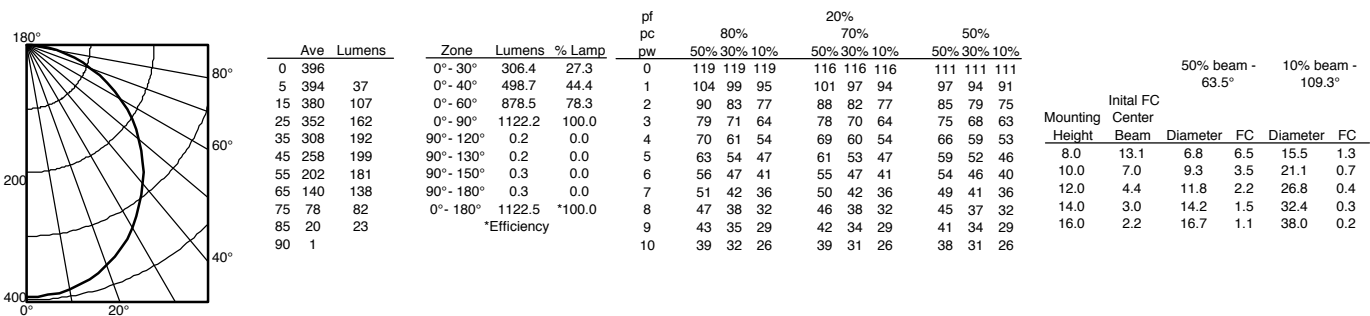 180°
80°
60°
200
40°
400
0° 20°
Ave Lumens
0 396
5 394 37
15 380 107
25 352 162
35 308 192
45 258 199
55 202 181
65 140 138
75 78 82
85 20 23
90 1
Zone Lumens % Lamp
0°- 30° 306.4 27.3
0°- 40° 498.7 44.4
0°- 60° 878.5 78.3
0°- 90° 1122.2 100.0
90°- 120° 0.2 0.0
90°- 130° 0.2 0.0
90°- 150° 0.3 0.0
90°- 180° 0.3 0.0
0°- 180° 1122.5 *100.0
*Efficiency
pf 20%
pc 80% 70% 50%
pw 50% 30% 10% 50% 30% 10% 50% 30% 10%
0 119 119 119 116 116 116 111 111 111
1 104 99 95 101 97 94 97 94 91
2 90 83 77 88 82 77 85 79 75
3 79 71 64 78 70 64 75 68 63
4 70 61 54 69 60 54 66 59 53
5 63 54 47 61 53 47 59 52 46
6 56 47 41 55 47 41 54 46 40
7 51 42 36 50 42 36 49 41 36
8 47 38 32 46 38 32 45 37 32
9 43 35 29 42 34 29 41 34 29
10 39 32 26 39 31 26 38 31 26
50% beam - 10% beam -
63.5° 109.3°
Inital FC
Mounting Center
Height Beam Diameter FC Diameter FC
8.0 13.1 6.8 6.5 15.5 1.3
10.0 7.0 9.3 3.5 21.1 0.7
12.0 4.4 11.8 2.2 26.8 0.4
14.0 3.0 14.2 1.5 32.4 0.3
16.0 2.2 16.7 1.1 38.0 0.2